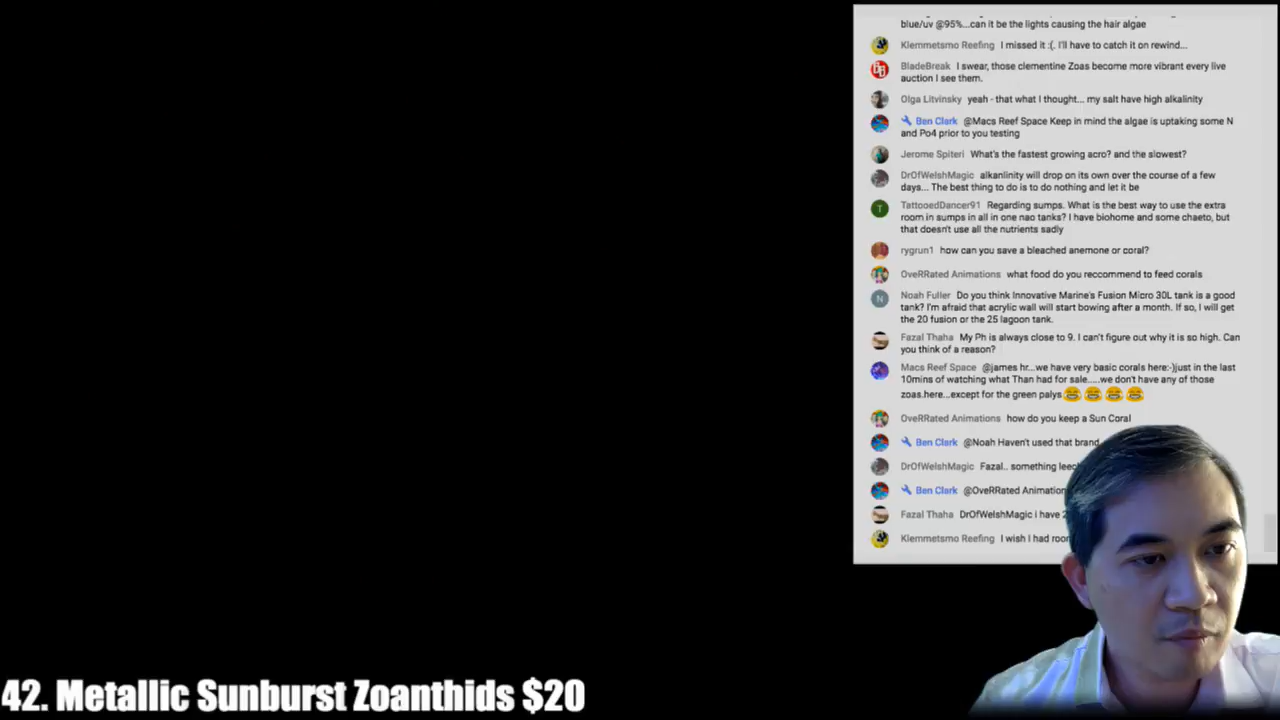 blue/uv @95%...can it be the lights causing the hair algae
Klemmetsmo Reefing I missed it :(. I'll have to catch it on rewind...
BladeBreak I swear, those clementine Zoas become more vibrant every live
auction I see them.
Olga Litvinsky yeah - that what I thought... my salt have high alkalinity
Ben Clark @Macs Reef Space Keep in mind the algae is uptaking some N
and Po4 prior to you testing
Jerome Spiteri What's the fastest growing acro? and the slowest?
DrOfWelshMagic alkanlinity will drop on its own over the course of a few
days... The best thing to do is to do nothing and let it be
T
TattooedDancer91 Regarding sumps. What is the best way to use the extra
room in sumps in all in one nao tanks? I have biohome and some chaeto, but
that doesn't use all the nutrients sadly
rygrun1 how can you save a bleached anemone or coral?
OveRRated Animations what food do you reccommend to feed corals
N
Noah Fuller Do you think Innovative Marine's Fusion Micro 30L tank is a good
tank? I'm afraid that acrylic wall will start bowing after a month. If so, I will get
the 20 fusion or the 25 lagoon tank.
Fazal Thaha My Ph is always close to 9. I can't figure out why it is so high. Can
you think of a reason?
Macs Reef Space @james hr...we have very basic corals here:-)just in the last
10mins of watching what Than had for sale.....we don't have any of those
zoas.here...except for the green palys😂 😂 😂 😂
OveRRated Animations how do you keep a Sun Coral
Ben Clark @Noah Haven't used that brand
DrOfWelshMagic Fazal.. something
Ben Clark @OveRRated
Fazal Thaha DrOfWelshMagic i have
Klemmetsmo Reefing I wish I had
42. Metallic Sunburst Zoanthids $20